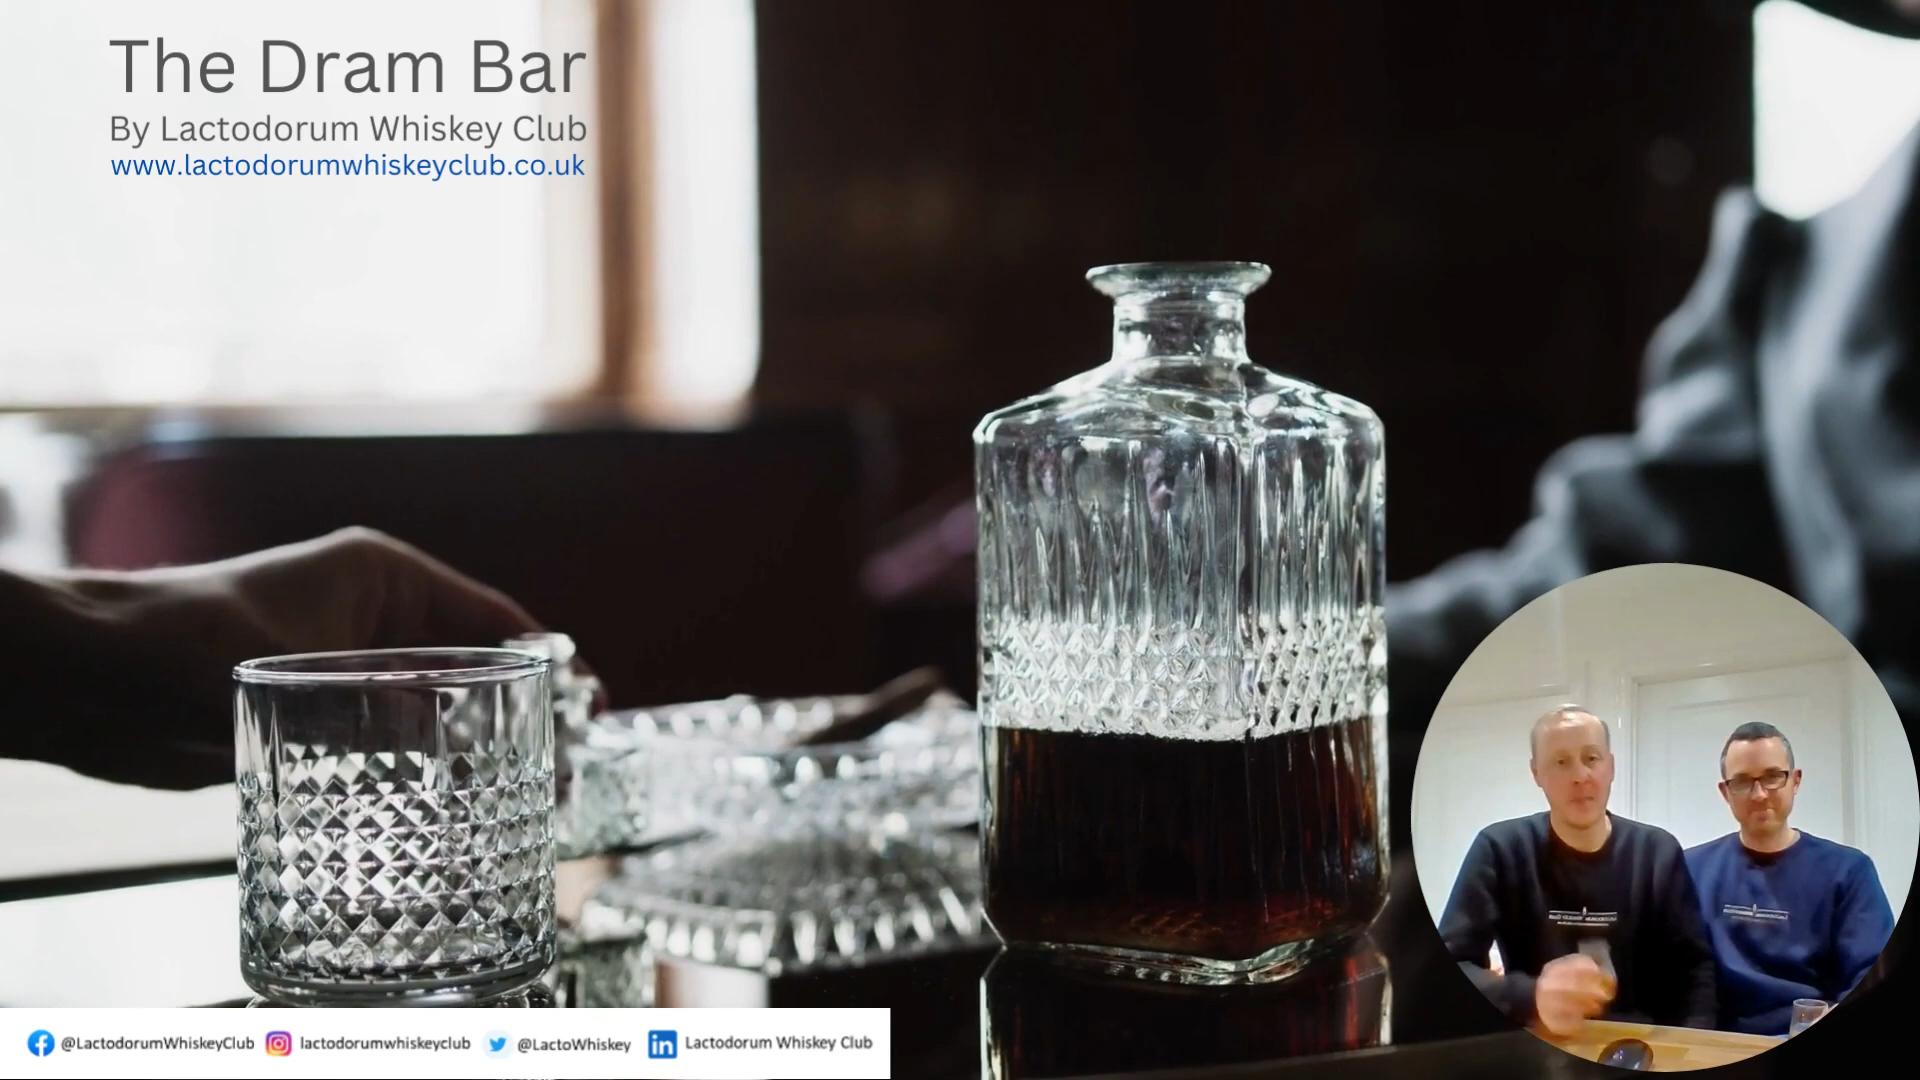 The Dram Bar
By Lactodorum Whiskey Club
www.lactodorumwhiskeyclub.co.uk
@LactodorumWhiskeyClub
lactodorumwhiskeyclub
@LactoWhiskey
Lactodorum Whiskey Club